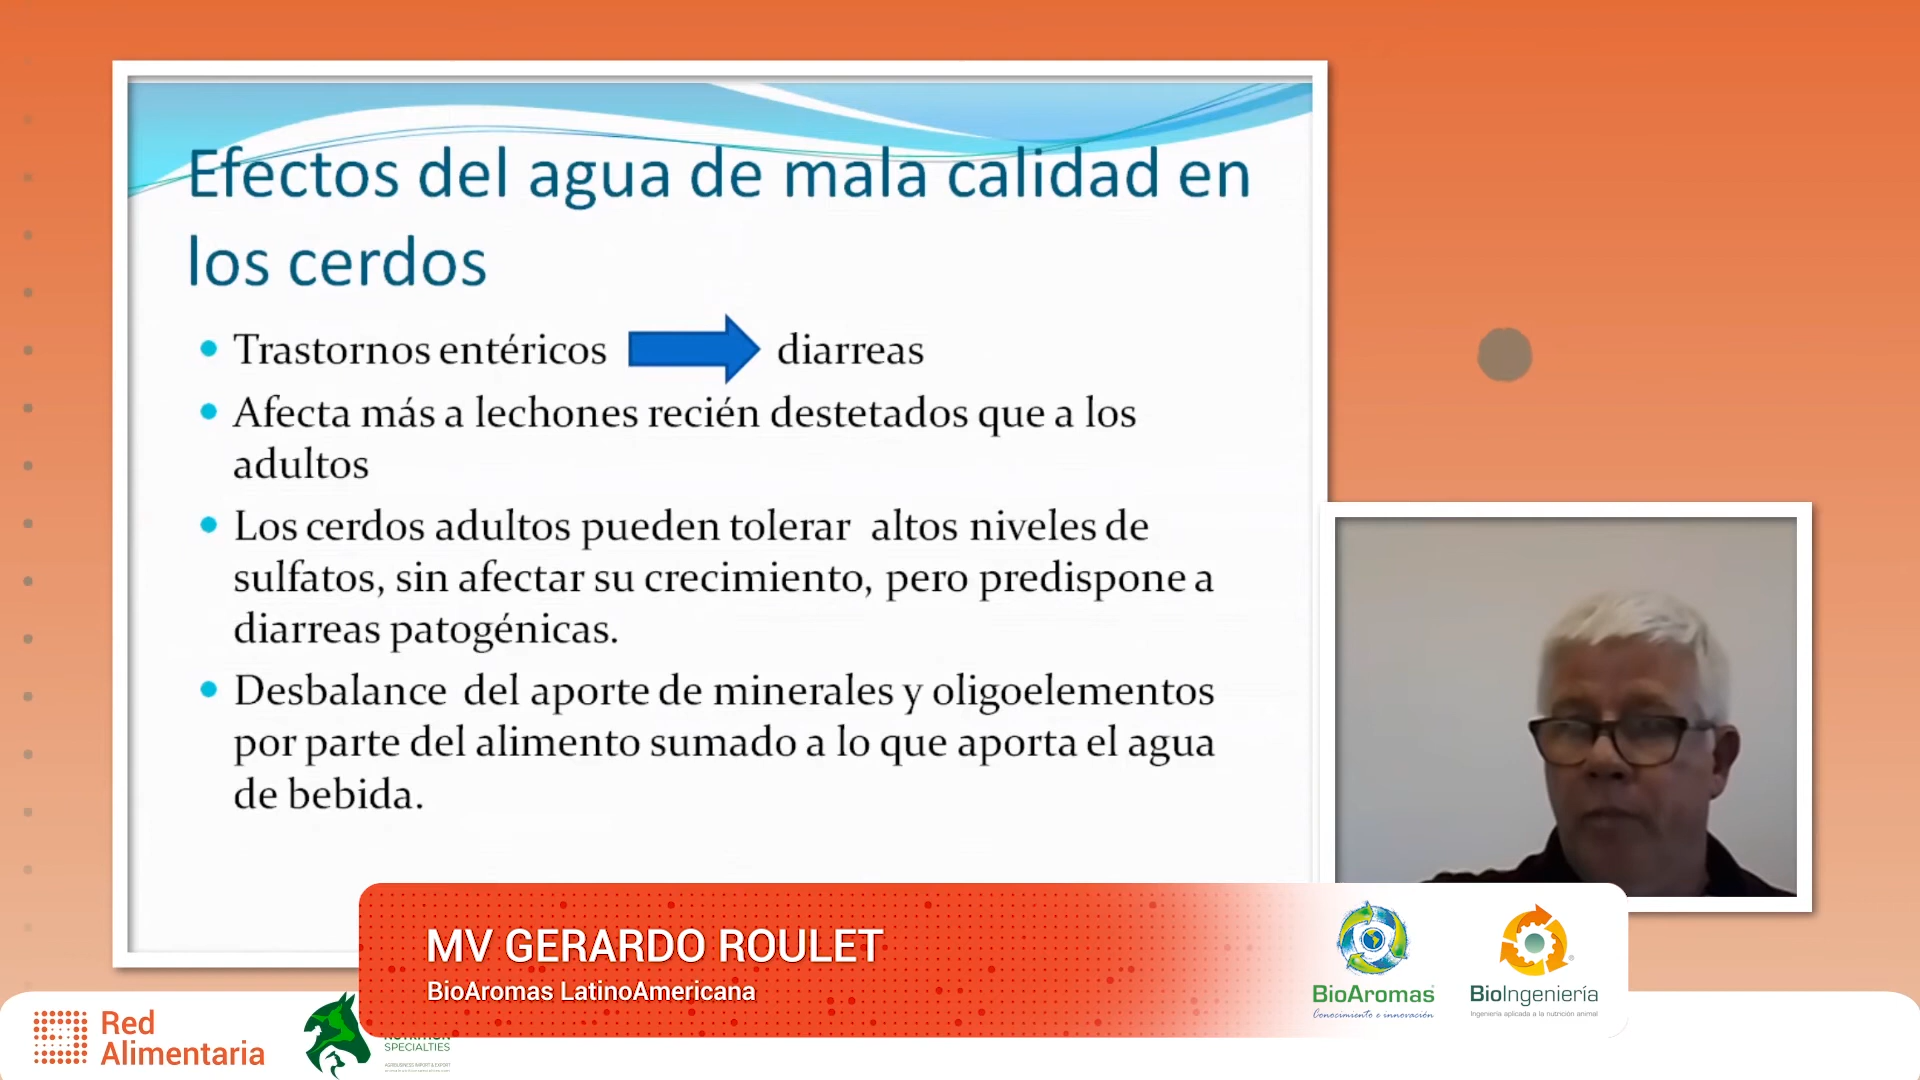 Efectos del agua de mala calidad en
los cerdos
Trastornos entéricos diarreas
Afecta más a lechones recién destetados que a los
adultos
Los cerdos adultos pueden tolerar altos niveles de
sulfatos, sin afectar su crecimiento, pero predispone a
diarreas patogénicas.
Desbalance del aporte de minerales y oligoelementos
por parte del alimento sumado a lo que aporta el agua
de bebida.
MV GERARDO ROULET
BioAromas LatinoAmericana
BioAromas
Conocimiento e innovación
BioIngeniería
Ingeniería aplicada a la nutrición animal
Red
Alimentaria
SPECIALTIES